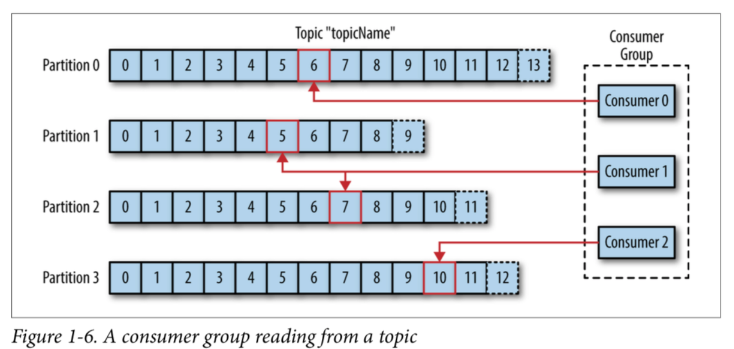 Topic "topicName"
Consumer
Group
Partition 0 0 1 2 3 4 5 6 7 8 9 10 11 12 13
Consumer 0
Partition 1 0 1 2 3 4 5 6 7 8 9
Consumer 1
Partition 2 0 1 2 3 4 5 6 7 8 9 10 11
Consumer 2
Partition 3 0 1 2 3 4 5 6 7 8 9 10 11 12
Figure 1-6. A consumer group reading from a topic